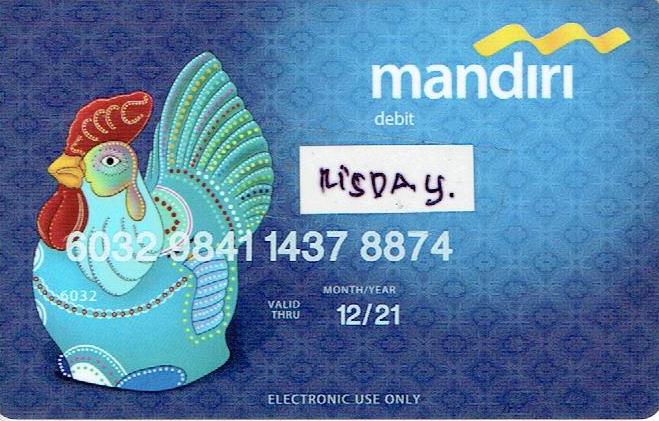 mandiri
debit
RISDAY.
6032 9841 1437 8874
6032
MONTH/YEAR
VALID THRU 12/21
ELECTRONIC USE ONLY